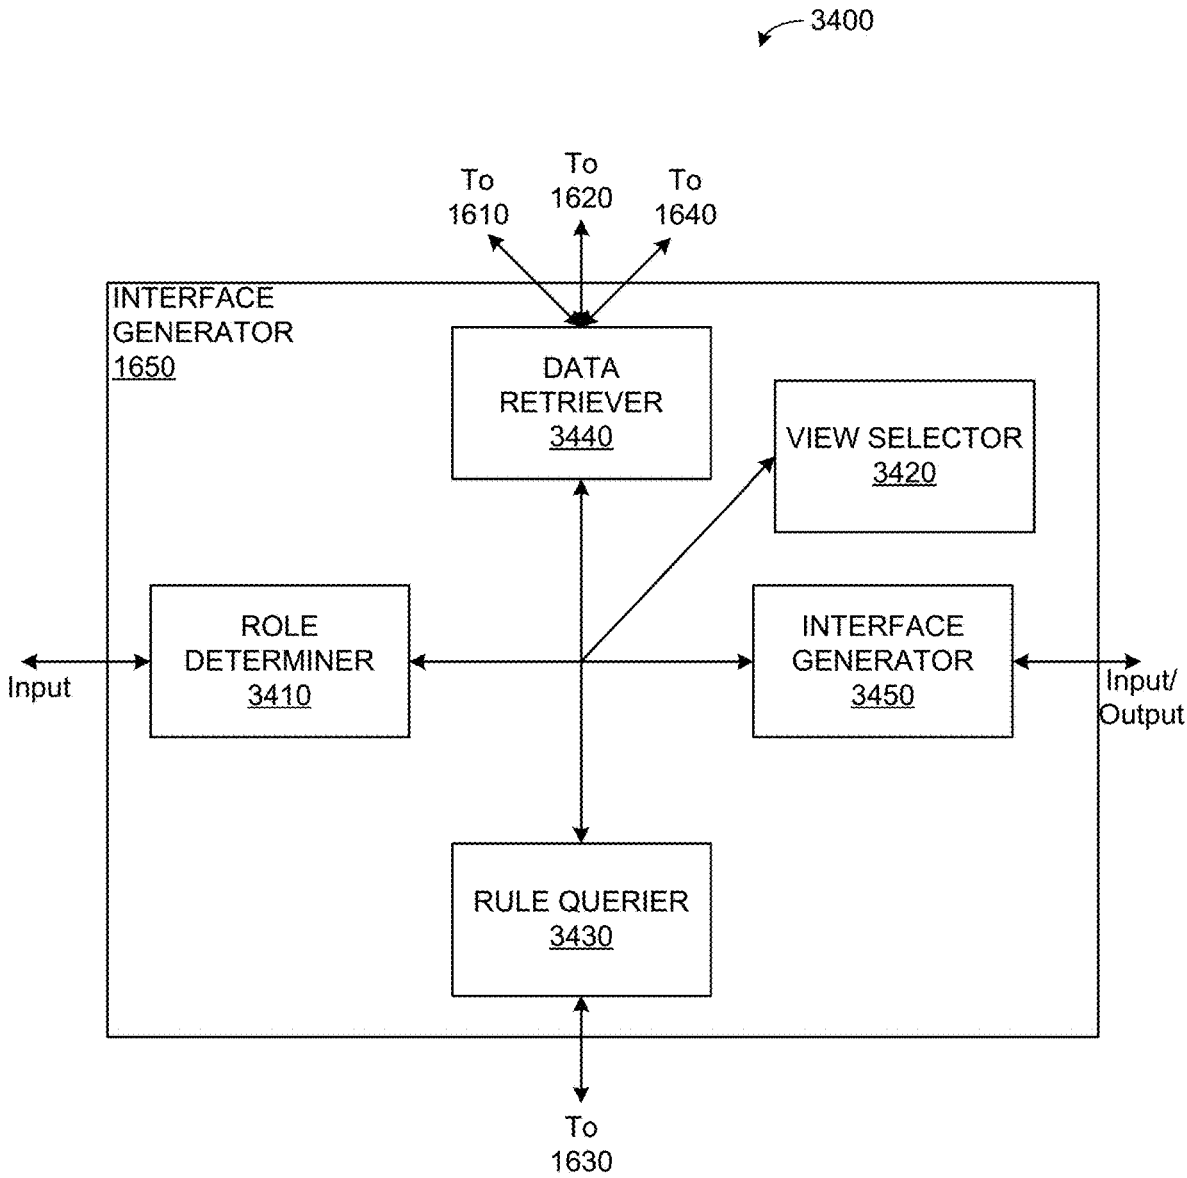 3400
To
1610
To
1620
To
1640
INTERFACE
GENERATOR
1650
DATA
RETRIEVER
3440
VIEW SELECTOR
3420
ROLE
DETERMINER
3410
INTERFACE
GENERATOR
3450
Input
Input/
Output
RULE QUERIER
3430
To
1630